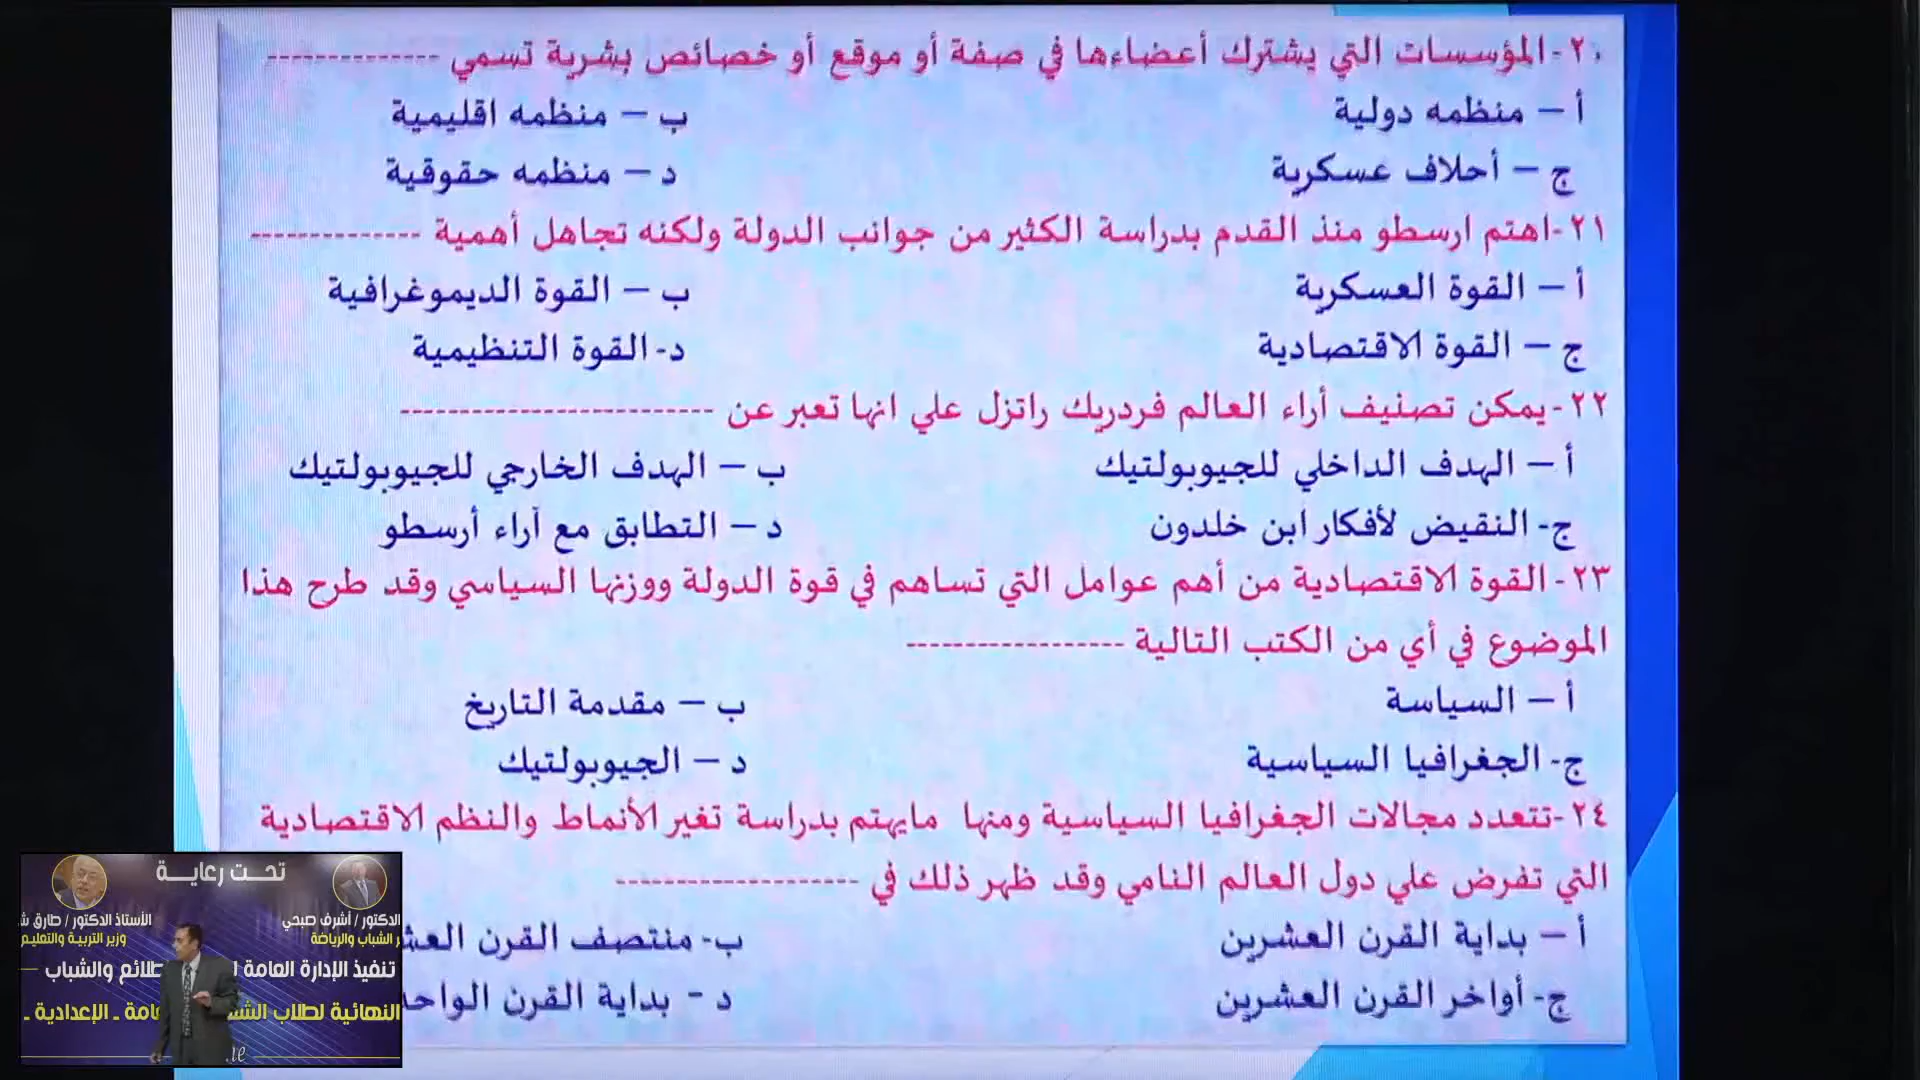 ٢٠-المؤسسات التي يشترك أعضاءها في صفة أو موقع أو خصائص بشرية تسمي --------------
أ – منظمه دولية ب – منظمه اقليمية
ج – أحلاف عسكرية د – منظمه حقوقية
٢١-اهتم ارسطو منذ القدم بدراسة الكثير من جوانب الدولة ولكنه تجاهل أهمية --------------
أ – القوة العسكرية ب – القوة الديموغرافية
ج – القوة الاقتصادية د- القوة التنظيمية
٢٢-يمكن تصنيف أراء العالم فردريك راتزل علي انها تعبر عن -------------------------
أ – الهدف الداخلي للجيوبولتيك ب – الهدف الخارجي للجيوبولتيك
ج- النقيض لأفكار ابن خلدون د – التطابق مع آراء أرسطو
٢٣-القوة الاقتصادية من أهم عوامل التي تساهم في قوة الدولة ووزنها السياسي وقد طرح هذا
الموضوع في أي من الكتب التالية ------------------
أ – السياسة ب – مقدمة التاريخ
ج- الجغرافيا السياسية د – الجيوبولتيك
٢٤-تتعدد مجالات الجغرافيا السياسية ومنها مايهتم بدراسة تغير الأنماط والنظم الاقتصادية
التي تفرض علي دول العالم النامي وقد ظهر ذلك في --------------------
أ – بداية القرن العشرين ب- منتصف القرن
ج- أواخر القرن العشرين د - بداية القرن
تحت رعاية
الدكتور / أشرف صبحي الأستاذ الدكتور / طارق
الشباب والرياضة وزير التربية والتعليم
تنفيذ الإدارة العامة والشباب
النهائية لطلاب ـ الإعدادية ـ